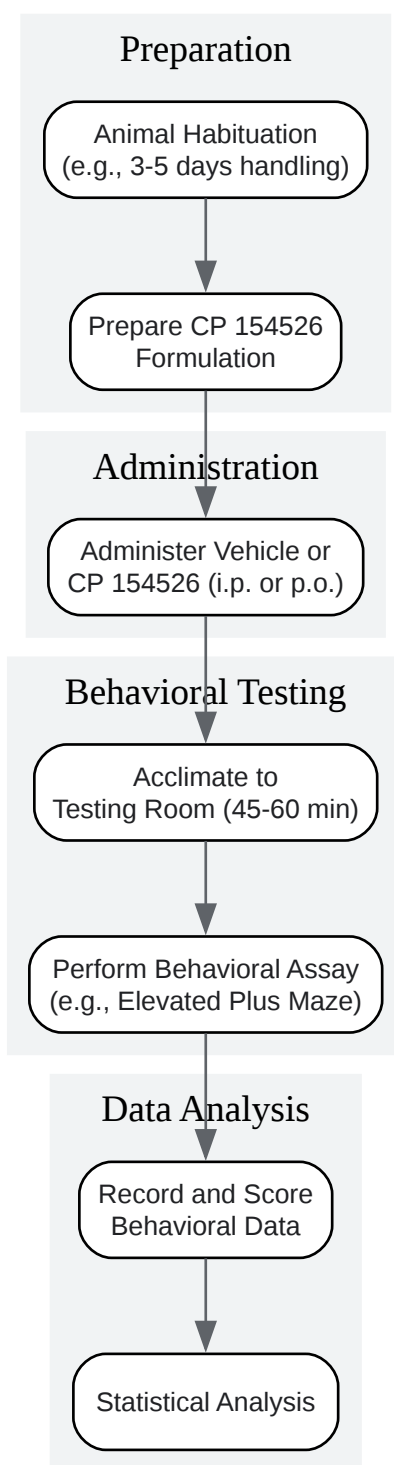 Preparation
Animal Habituation
(e.g., 3-5 days handling)
Prepare CP 154526
Formulation
Administration
Administer Vehicle or
CP 154526 (i.p. or p.o.)
Behavioral Testing
Acclimate to
Testing Room (45-60 min)
Perform Behavioral Assay
(e.g., Elevated Plus Maze)
Data Analysis
Record and Score
Behavioral Data
Statistical Analysis